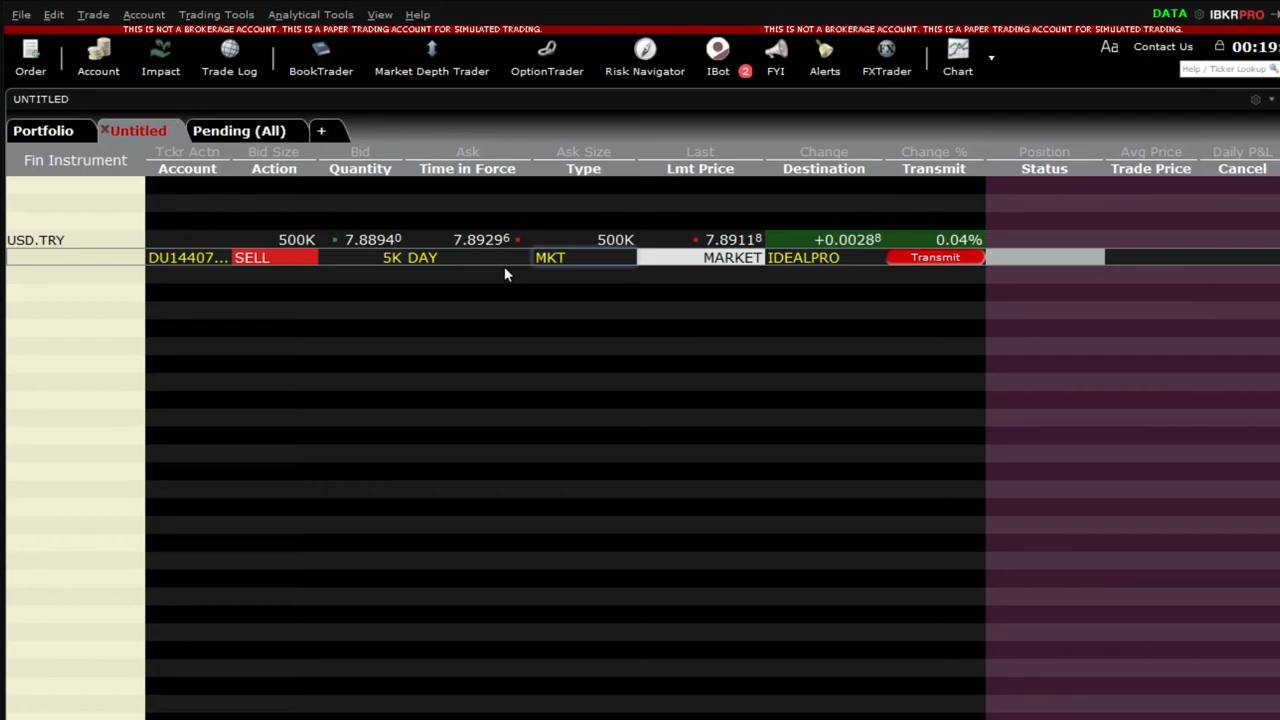 File Edit Trade Account Trading Tools Analytical Tools View Help DATA IBKRPRO
THIS IS NOT A BROKERAGE ACCOUNT. THIS IS A PAPER TRADING ACCOUNT FOR SIMULATED TRADING. THIS IS NOT A BROKERAGE ACCOUNT. THIS IS A PAPER TRADING ACCOUNT FOR SIMULATED TRADING.
Aa Contact Us 00:19:
Order Account Impact Trade Log BookTrader Market Depth Trader OptionTrader Risk Navigator IBot 2 FYI Alerts FXTrader Chart Help / Ticker Lookup
UNTITLED
Portfolio Untitled Pending (All) +
Fin Instrument Tckr Actn Bid Size Bid Ask Ask Size Last Change Change % Position Avg Price Daily P&L
Account Action Quantity Time in Force Type Lmt Price Destination Transmit Status Trade Price Cancel
USD.TRY 500K 7.88940 7.89296 500K 7.89118 +0.00288 0.04%
DU14407... SELL 5K DAY MKT MARKET IDEALPRO Transmit